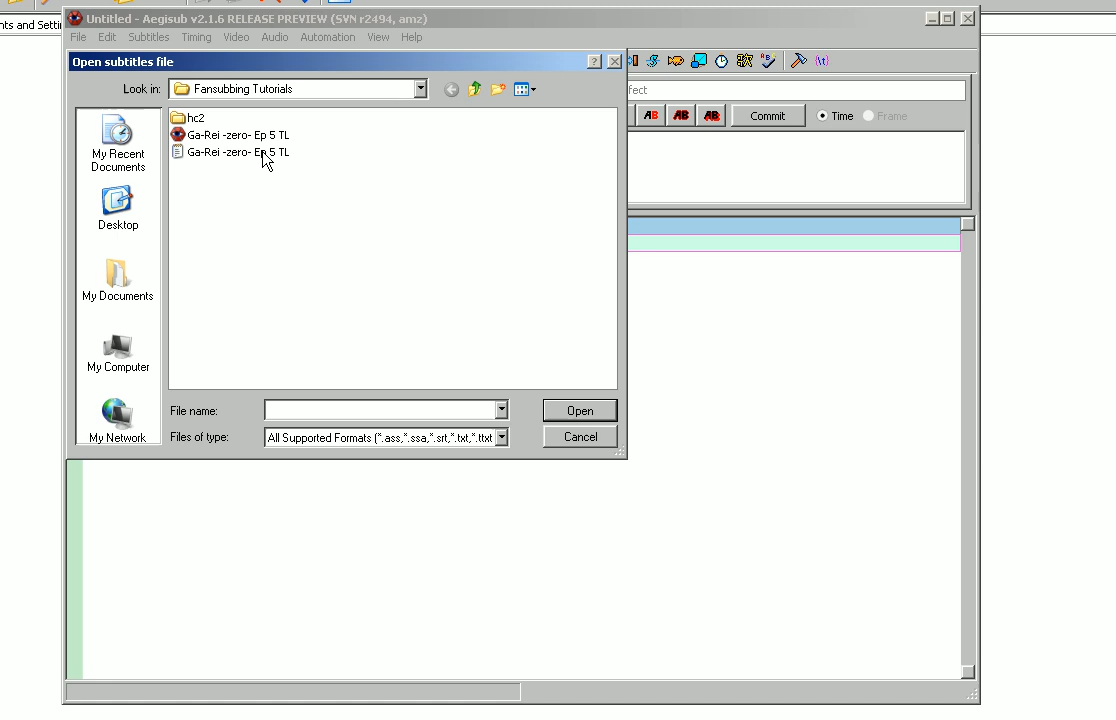 Untitled - Aegisub v2.1.6 RELEASE PREVIEW (SVN r2494, amz)
nts and Setti
File Edit Subtitles Timing Video Audio Automation View Help
Open subtitles file
Look in: Fansubbing Tutorials
My Recent Documents
Desktop
My Documents
My Computer
My Network
hc2
Ga-Rei -zero- Ep 5 TL
Ga-Rei -zero- Ep 5 TL
File name:
Open
Files of type: All Supported Formats (*.ass,*.ssa,*.srt,*.txt,*.ttxt
Cancel
\t
fect
AB AB AB Commit Time Frame